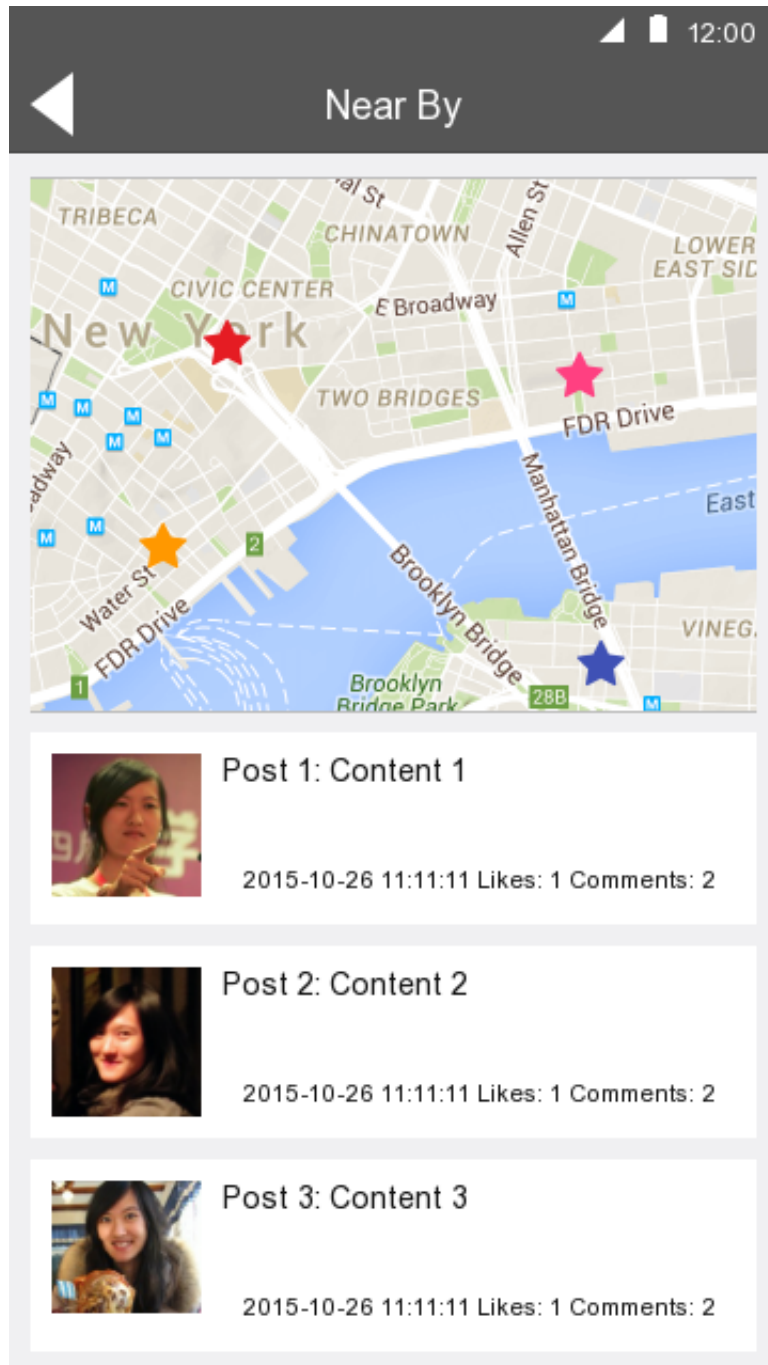 12:00
Near By
nal St
Allen St
TRIBECA
CHINATOWN
LOWER
EAST SID
M
CIVIC CENTER
E Broadway
M
New York
M
M
M
M
M
TWO BRIDGES
FDR Drive
adway
Manhattan Bridge
East
M
M
2
Water St
FDR Drive
Brooklyn Bridge
VINEG
1
Brooklyn
Bridge Park
28B
M
Post 1: Content 1
四月
学
2015-10-26 11:11:11 Likes: 1 Comments: 2
Post 2: Content 2
2015-10-26 11:11:11 Likes: 1 Comments: 2
Post 3: Content 3
2015-10-26 11:11:11 Likes: 1 Comments: 2